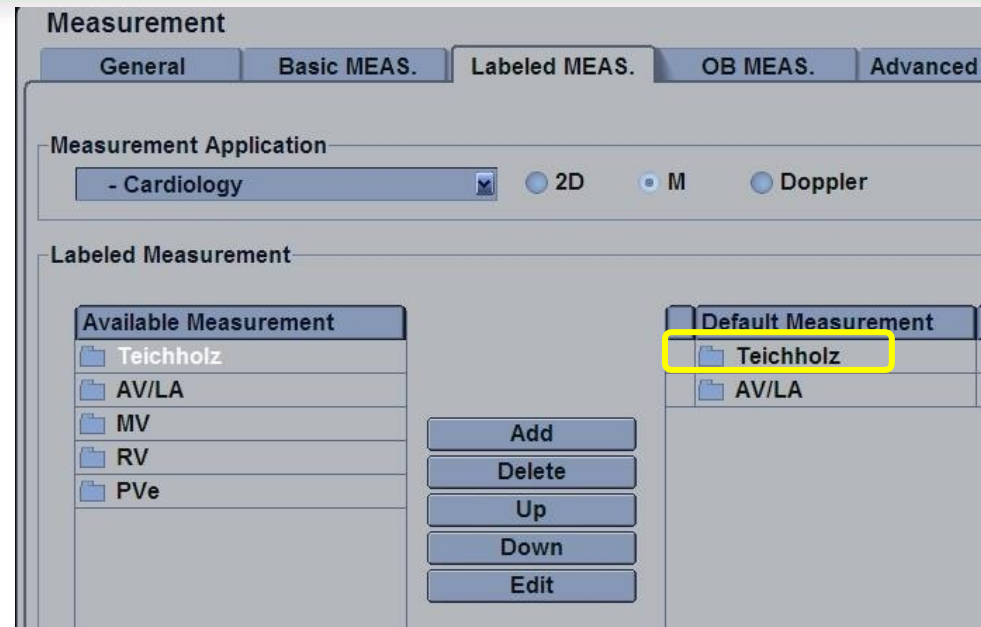 Measurement
General Basic MEAS. Labeled MEAS. OB MEAS. Advanced
Measurement Application
- Cardiology 2D M Doppler
Labeled Measurement
Available Measurement Default Measurement
Teichholz Teichholz
AV/LA AV/LA
MV
RV
PVe
Add
Delete
Up
Down
Edit